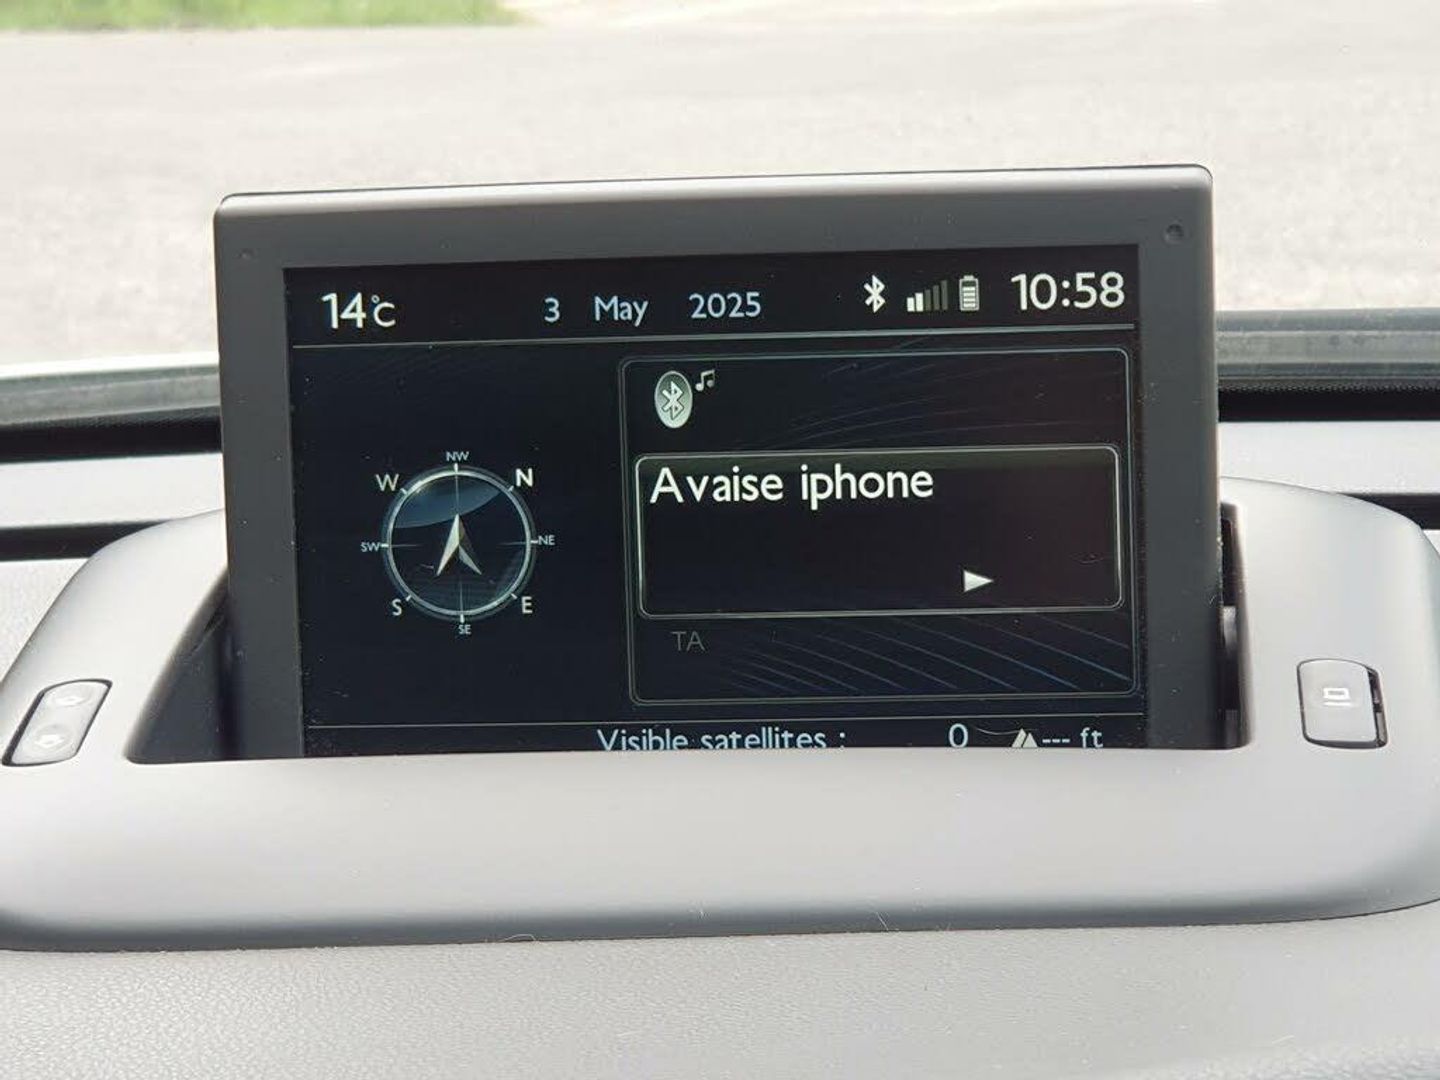 14°C 3 May 2025 10:58
NW
W N
SW NE
S E
SE
Avaise iphone
TA
Visible satellites : 0 --- ft